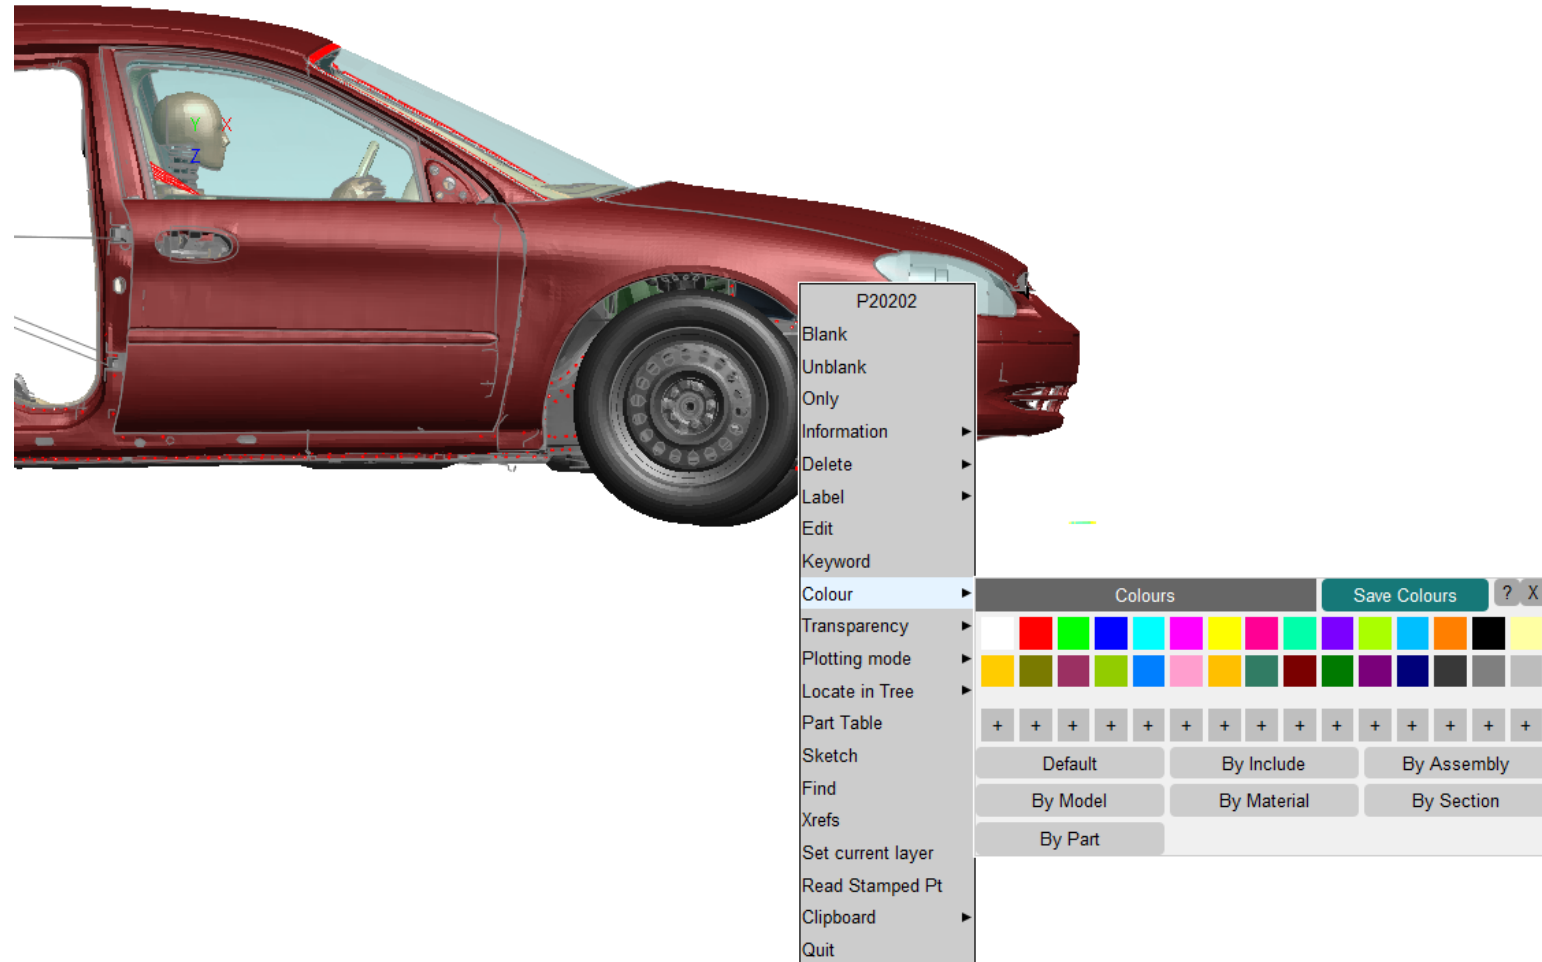 Y X
Z
P20202
Blank
Unblank
Only
Information
Delete
Label
Edit
Keyword
Colour
Transparency
Plotting mode
Locate in Tree
Part Table
Sketch
Find
Xrefs
Set current layer
Read Stamped Pt
Clipboard
Quit
Colours Save Colours ? X
+ + + + + + + + + + + + + + +
Default By Include By Assembly
By Model By Material By Section
By Part